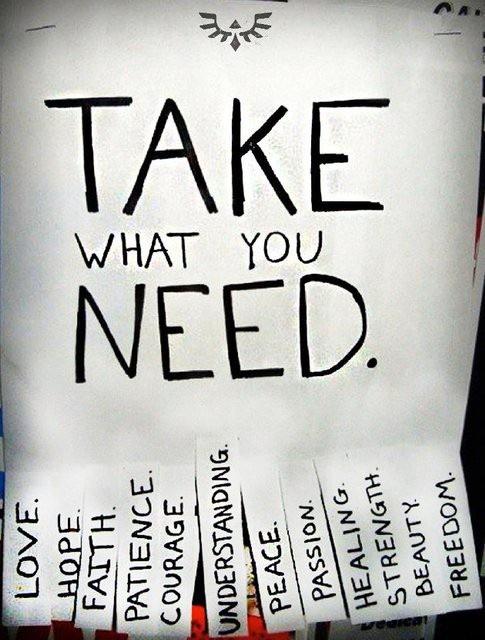 TAKE
WHAT YOU
NEED.
LOVE.
HOPE.
FAITH.
PATIENCE.
COURAGE.
UNDERSTANDING.
PEACE.
PASSION.
HEALING.
STRENGTH.
BEAUTY.
FREEDOM.